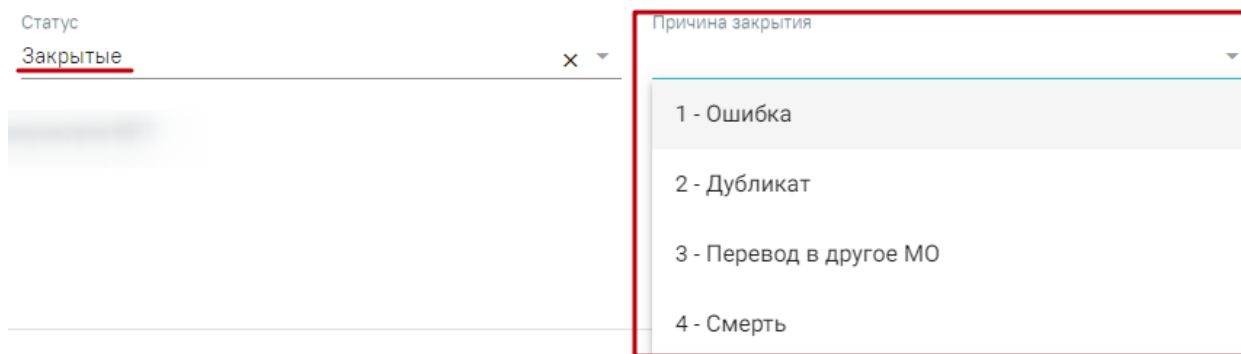 Статус
Закрытые
Причина закрытия
1 - Ошибка
2 - Дубликат
3 - Перевод в другое МО
4 - Смерть